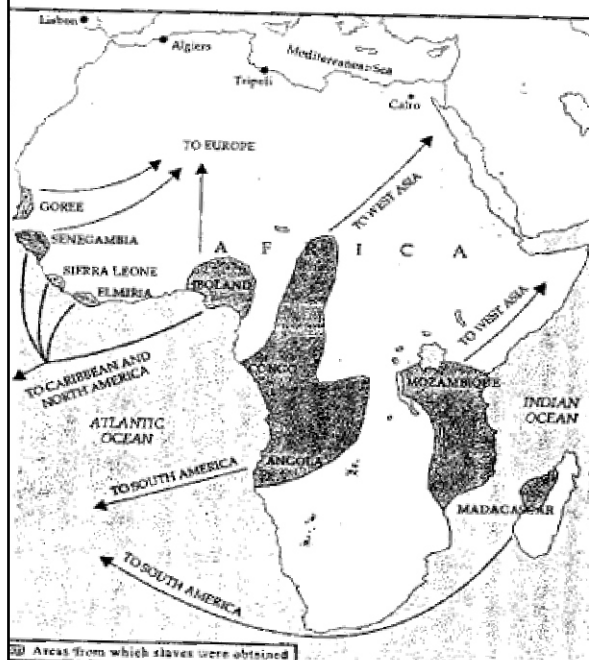 Lisbon
Algiers
Mediterranean Sea
Tripoli
Cairo
TO EUROPE
TO WEST ASIA
GOREE
SENEGAMBIA
A F R I C A
SIERRA LEONE
ELMIRIA
IBOLAND
TO WEST ASIA
TO CARIBBEAN AND
NORTH AMERICA
CONGO
MOZAMBIQUE
INDIAN
OCEAN
ATLANTIC
OCEAN
ANGOLA
TO SOUTH AMERICA
MADAGASCAR
TO SOUTH AMERICA
Areas from which slaves were obtained